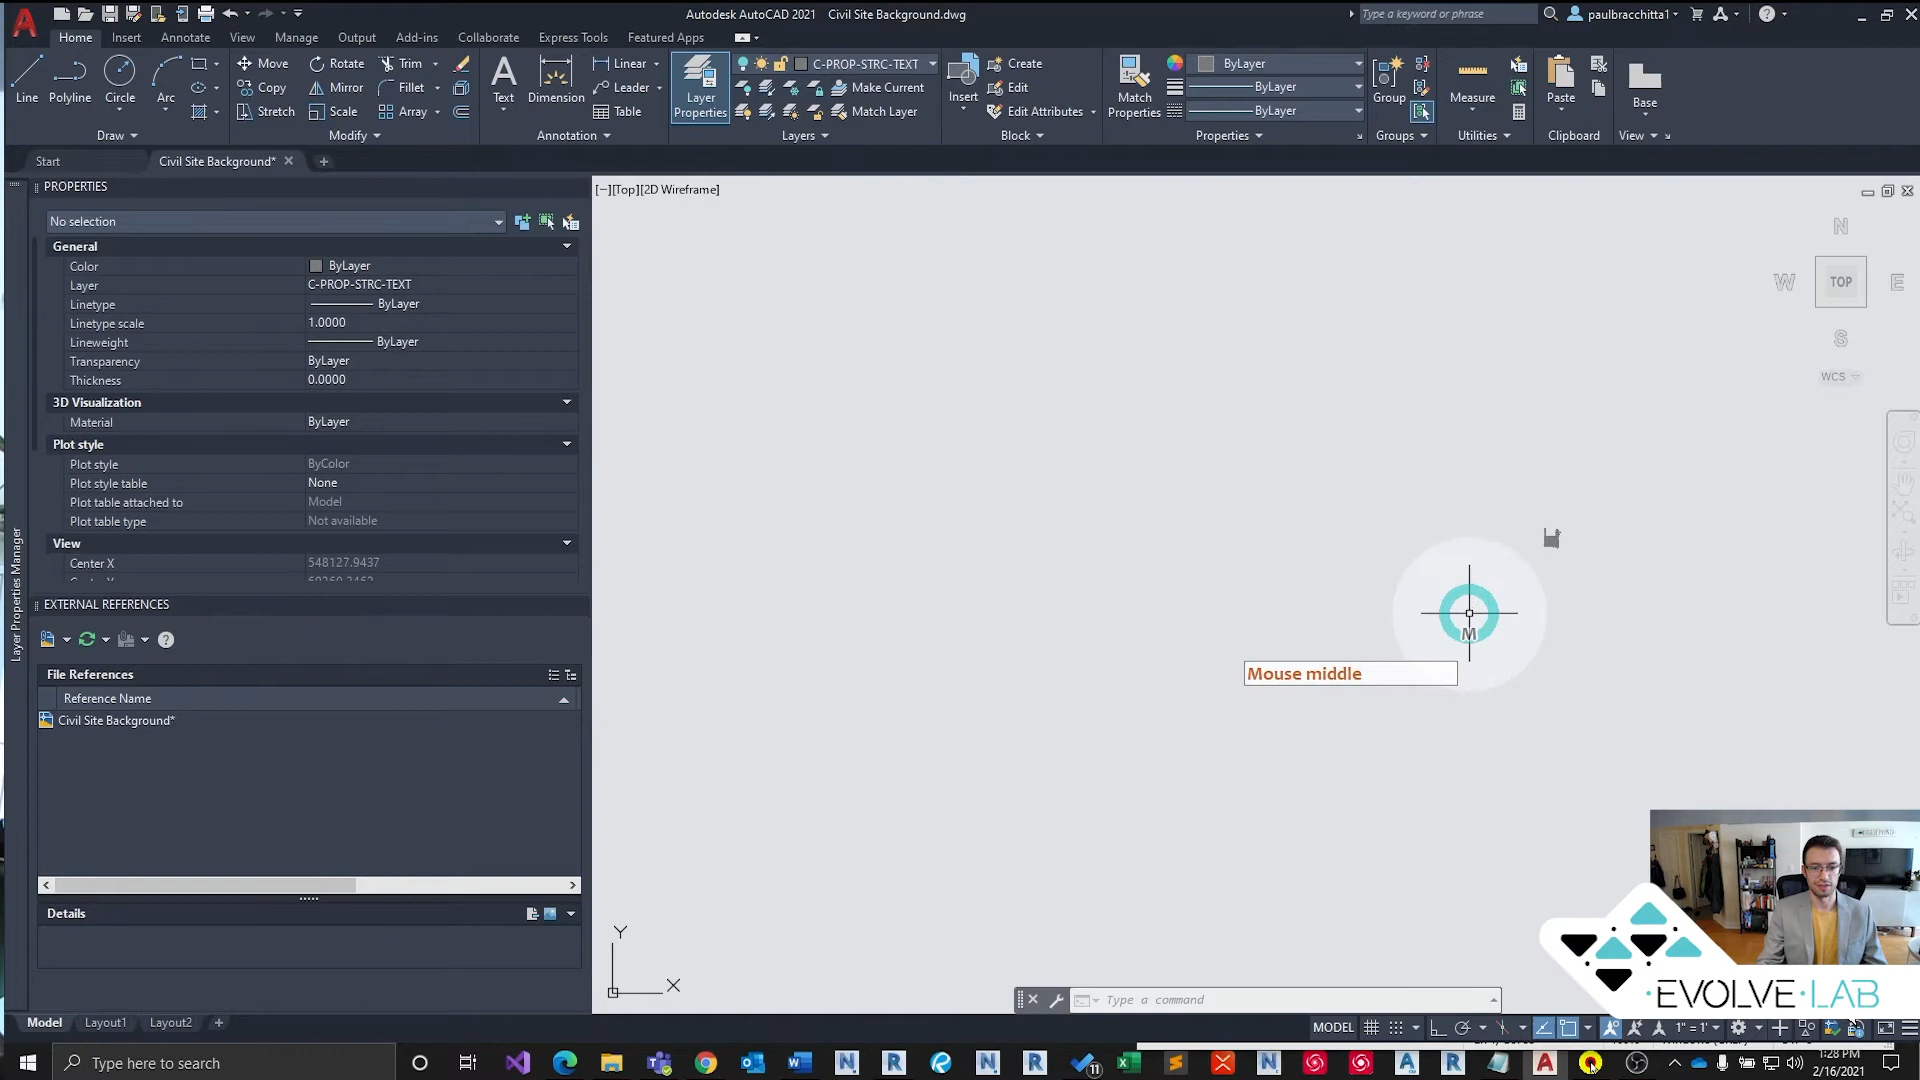 Autodesk AutoCAD 2021 Civil Site Background.dwg
Type a keyword or phrase
paulbracchitta1
Home Insert Annotate View Manage Output Add-ins Collaborate Express Tools Featured Apps
Line Polyline Circle Arc
Move Rotate Trim
Copy Mirror Fillet
Stretch Scale Array
Text Dimension
Linear
Leader
Table
Layer Properties
C-PROP-STRC-TEXT
Make Current
Match Layer
Insert
Create
Edit
Edit Attributes
Match Properties
ByLayer
ByLayer
ByLayer
Group
Measure
Paste
Base
Draw Modify Annotation Layers Block Properties Groups Utilities Clipboard View
Start Civil Site Background*
PROPERTIES
No selection
General
Color ByLayer
Layer C-PROP-STRC-TEXT
Linetype ByLayer
Linetype scale 1.0000
Lineweight ByLayer
Transparency ByLayer
Thickness 0.0000
3D Visualization
Material ByLayer
Plot style
Plot style ByColor
Plot style table None
Plot table attached to Model
Plot table type Not available
View
Center X 548127.9437
Layer Properties Manager
EXTERNAL REFERENCES
File References
Reference Name
Civil Site Background*
Details
[−][Top][2D Wireframe]
N
W TOP E
S
WCS
M
Mouse middle
Y
X
Type a command
EVOLVE·LAB
Model Layout1 Layout2 +
MODEL 1" = 1'
Type here to search
11
1:28 PM
2/16/2021